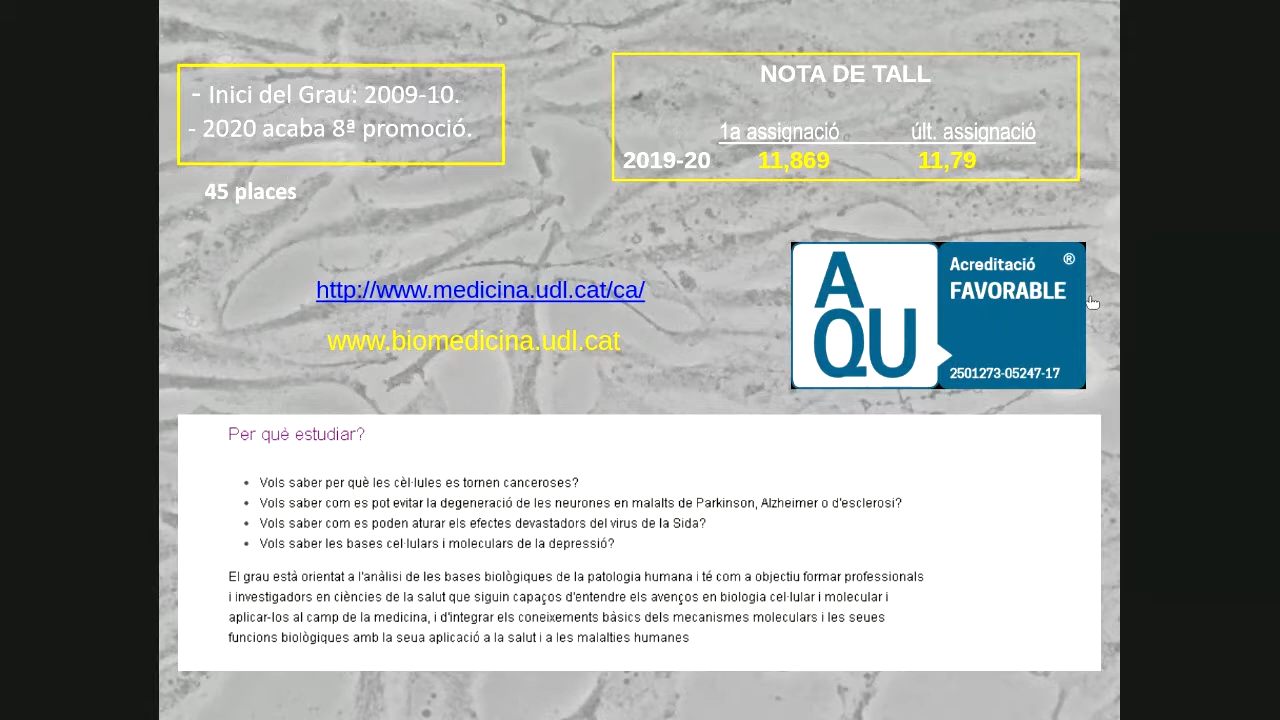 - Inici del Grau: 2009-10.
- 2020 acaba 8ª promoció.
45 places
NOTA DE TALL
1a assignació últ. assignació
2019-20 11,869 11,79
http://www.medicina.udl.cat/ca/
www.biomedicina.udl.cat
AQU
Acreditació ®
FAVORABLE
2501273-05247-17
Per què estudiar?
• Vols saber per què les cèl·lules es tornen canceroses?
• Vols saber com es pot evitar la degeneració de les neurones en malalts de Parkinson, Alzheimer o d'esclerosi?
• Vols saber com es poden aturar els efectes devastadors del virus de la Sida?
• Vols saber les bases cel·lulars i moleculars de la depressió?
El grau està orientat a l'anàlisi de les bases biològiques de la patologia humana i té com a objectiu formar professionals
i investigadors en ciències de la salut que siguin capaços d'entendre els avenços en biologia cel·lular i molecular i
aplicar-los al camp de la medicina, i d'integrar els coneixements bàsics dels mecanismes moleculars i les seues
funcions biològiques amb la seua aplicació a la salut i a les malalties humanes